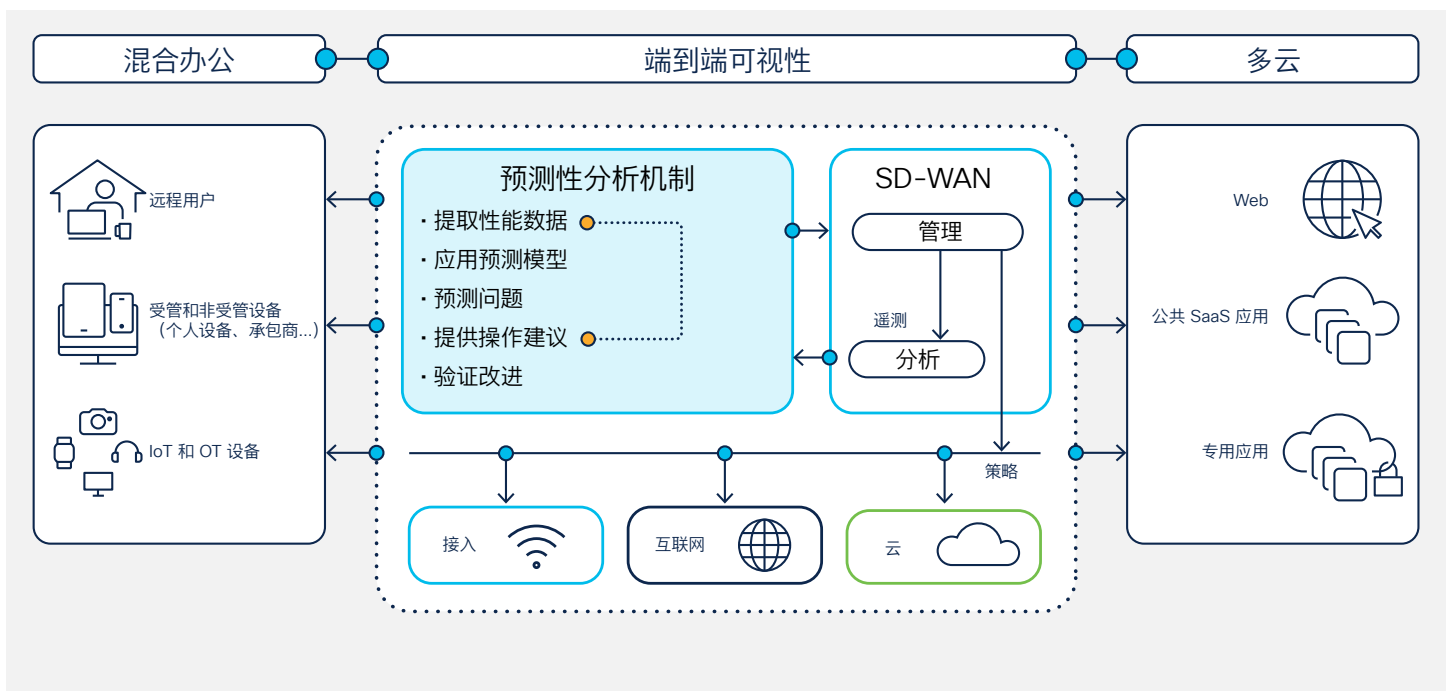 混合办公
端到端可视性
多云
远程用户
受管和非受管设备
（个人设备、承包商...）
IoT 和 OT 设备
预测性分析机制
· 提取性能数据
· 应用预测模型
· 预测问题
· 提供操作建议
· 验证改进
SD-WAN
管理
遥测
分析
策略
接入
互联网
云
Web
公共 SaaS 应用
专用应用